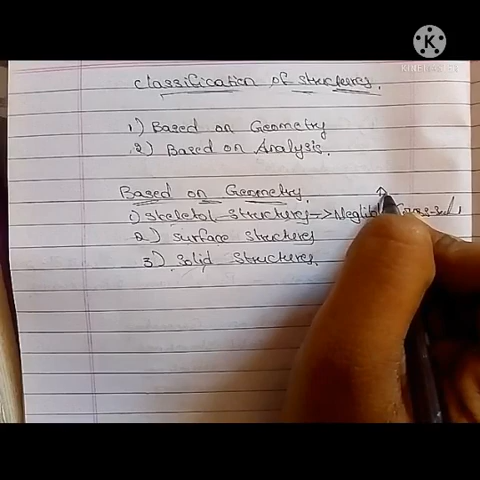 KINEMASTER
Classification of structures.
1) Based on Geometry
2) Based on Analysis.
Based on Geometry.
1) skeletal structures->
2) surface structures
3) Solid structures.